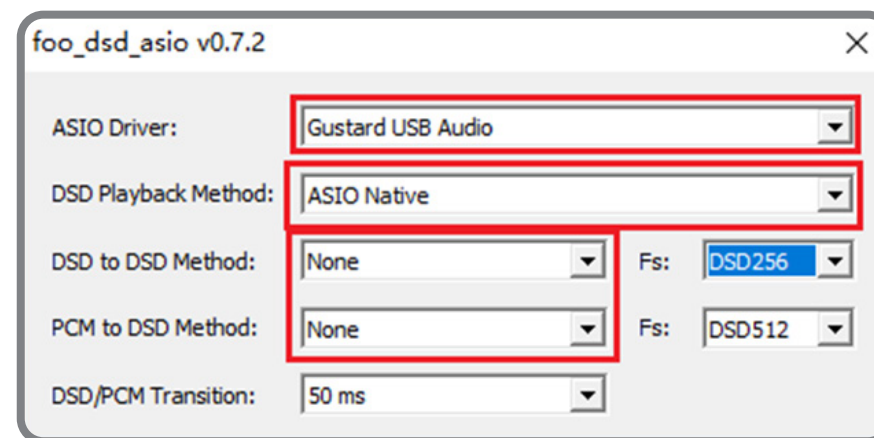 foo_dsd_asio v0.7.2
ASIO Driver: Gustard USB Audio
DSD Playback Method: ASIO Native
DSD to DSD Method: None Fs: DSD256
PCM to DSD Method: None Fs: DSD512
DSD/PCM Transition: 50 ms